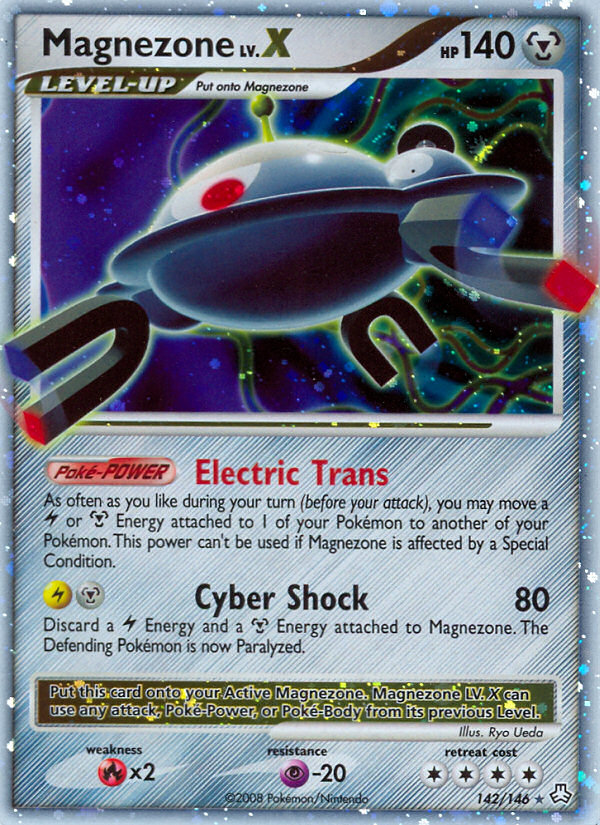 Magnezone LV.X HP 140
LEVEL-UP Put onto Magnezone
Poké-POWER Electric Trans
As often as you like during your turn (before your attack), you may move a
or Energy attached to 1 of your Pokémon to another of your
Pokémon. This power can't be used if Magnezone is affected by a Special
Condition.
Cyber Shock 80
Discard a Energy and a Energy attached to Magnezone. The
Defending Pokémon is now Paralyzed.
Put this card onto your Active Magnezone. Magnezone LV.X can
use any attack, Poké-Power, or Poké-Body from its previous Level.
Illus. Ryo Ueda
weakness resistance retreat cost
x2 -20
©2008 Pokémon/Nintendo 142/146